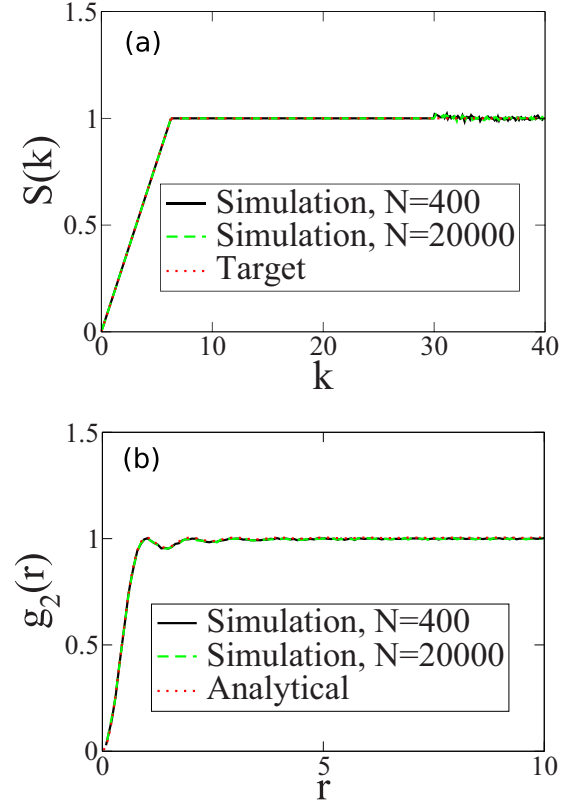 (a)
1.5
1
0.5
0
S(k)
Simulation, N=400
Simulation, N=20000
Target
0 10 20 30 40
k
(b)
1.5
1
0.5
0
g2(r)
Simulation, N=400
Simulation, N=20000
Analytical
0 5 10
r